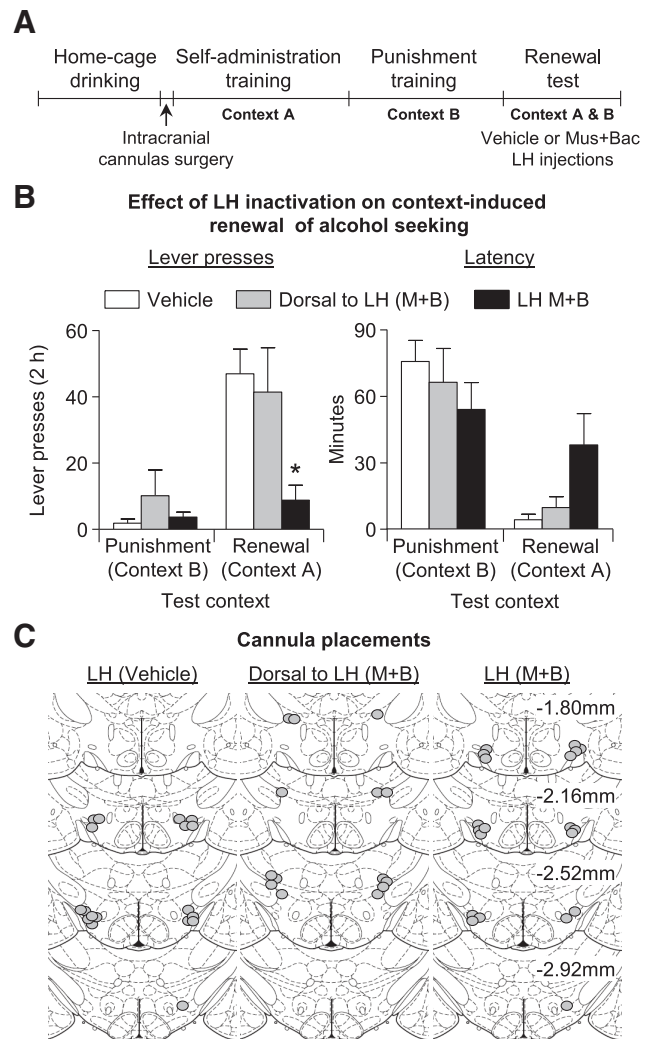 A
Home-cage drinking
Self-administration training
Punishment training
Renewal test
Context A
Context B
Context A & B
Intracranial cannulas surgery
Vehicle or Mus+Bac
LH injections
B
Effect of LH inactivation on context-induced
renewal of alcohol seeking
Lever presses
Latency
Vehicle
Dorsal to LH (M+B)
LH M+B
Lever presses (2 h)
60
40
20
0
*
Punishment
(Context B)
Renewal
(Context A)
Test context
Minutes
90
60
30
0
Punishment
(Context B)
Renewal
(Context A)
Test context
C
Cannula placements
LH (Vehicle)
Dorsal to LH (M+B)
LH (M+B)
-1.80mm
-2.16mm
-2.52mm
-2.92mm